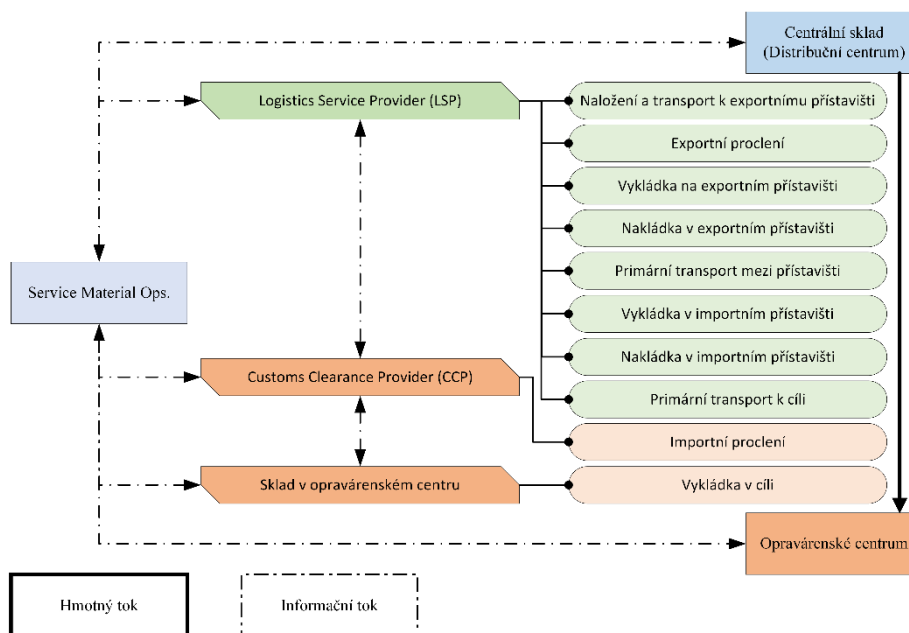 Centrální sklad
(Distribuční centrum)
Logistics Service Provider (LSP)
Naložení a transport k exportnímu přístavišti
Exportní proclení
Vykládka na exportním přístavišti
Nakládka v exportním přístavišti
Primární transport mezi přístavišti
Service Material Ops.
Vykládka v importním přístavišti
Nakládka v importním přístavišti
Customs Clearance Provider (CCP)
Primární transport k cíli
Importní proclení
Sklad v opravárenském centru
Vykládka v cíli
Opravárenské centrum
Hmotný tok
Informační tok